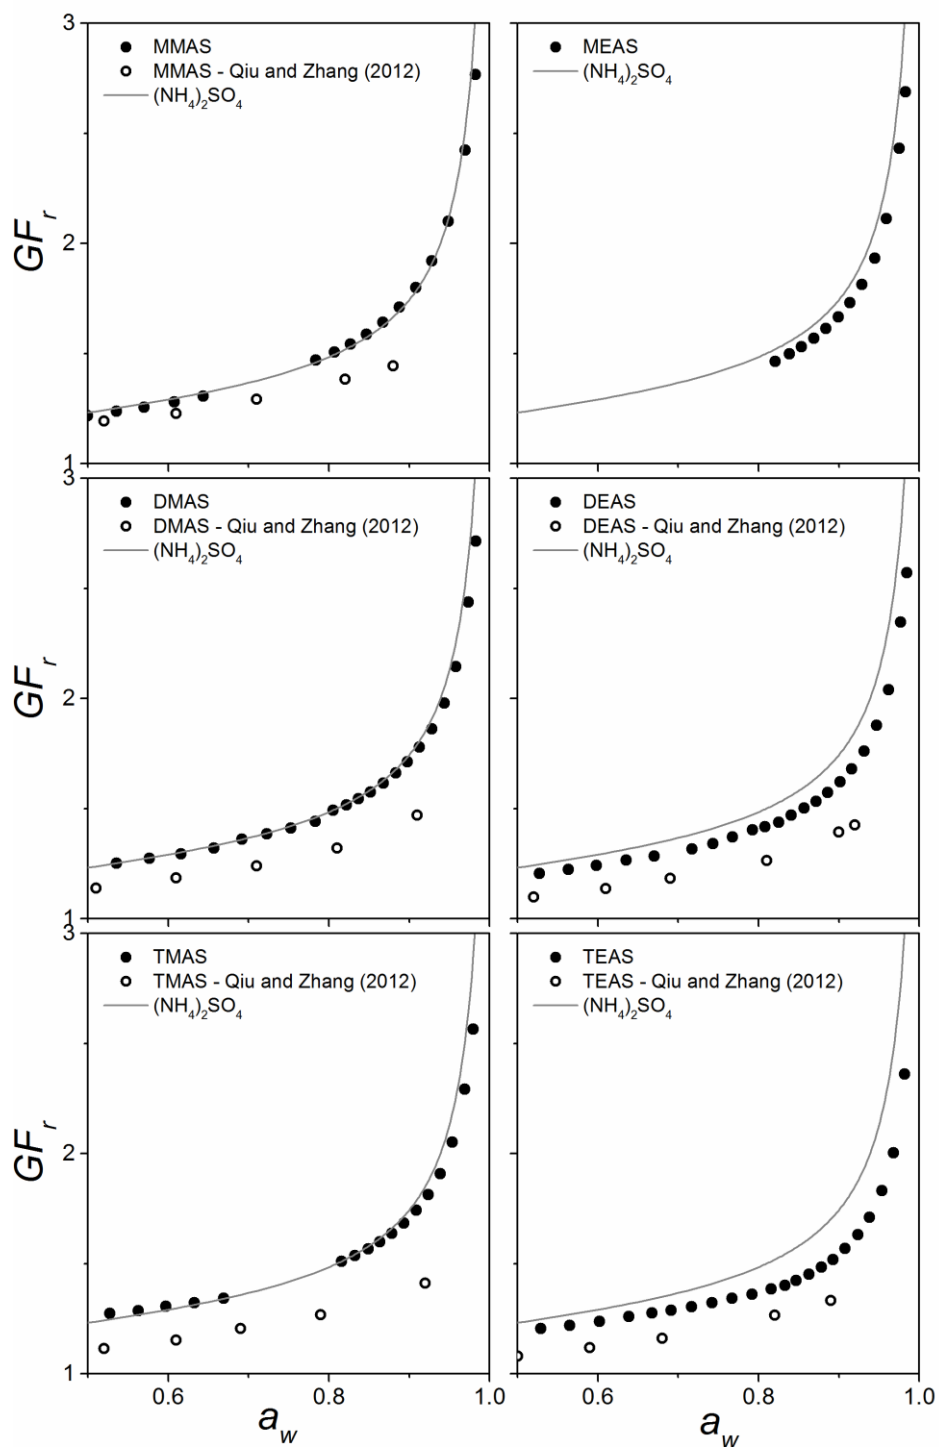 3
MMAS
MMAS - Qiu and Zhang (2012)
(NH4)2SO4
GFr
2
1
MEAS
(NH4)2SO4
3
DMAS
DMAS - Qiu and Zhang (2012)
(NH4)2SO4
GFr
2
1
DEAS
DEAS - Qiu and Zhang (2012)
(NH4)2SO4
3
TMAS
TMAS - Qiu and Zhang (2012)
(NH4)2SO4
GFr
2
1
0.6 0.8 1.0
aw
TEAS
TEAS - Qiu and Zhang (2012)
(NH4)2SO4
0.6 0.8 1.0
aw